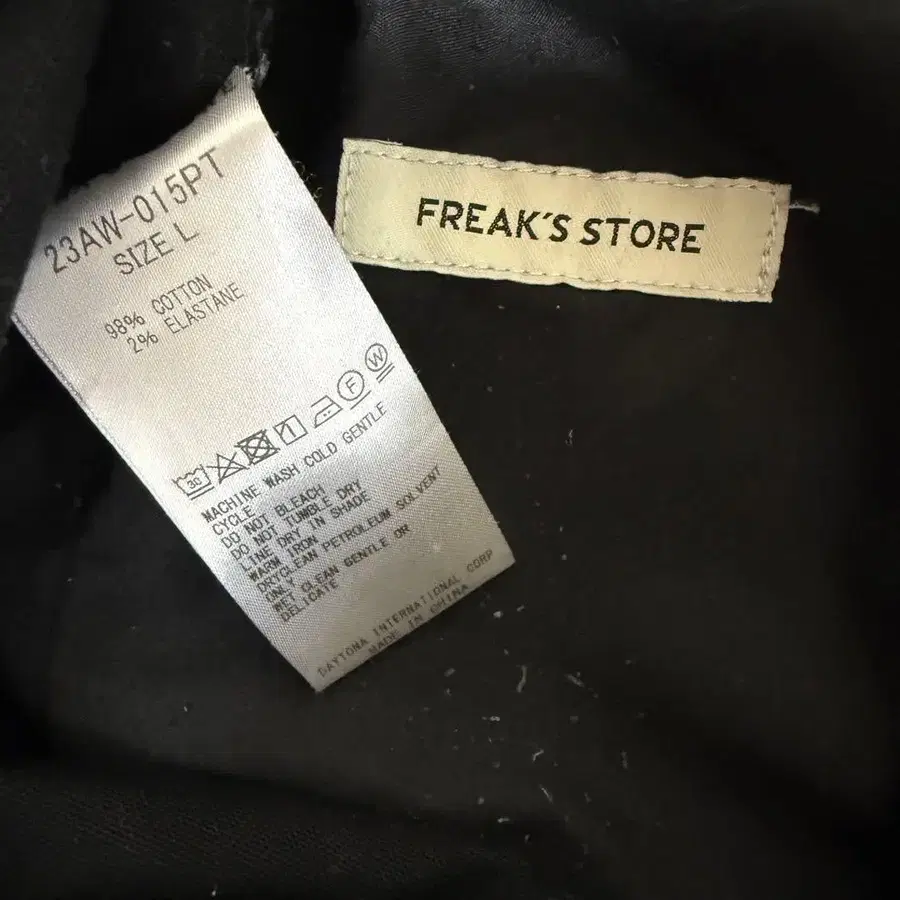 23AW-015PT
SIZE L
98% COTTON
2% ELASTANE
30
F
W
MACHINE WASH COLD GENTLE
CYCLE
DO NOT BLEACH
DO NOT TUMBLE DRY
LINE DRY IN SHADE
WARM IRON
DRYCLEAN PETROLEUM SOLVENT
ONLY
WET CLEAN GENTLE OR
DELICATE
DAYTONA INTERNATIONAL CORP
MADE IN CHINA
FREAK'S STORE